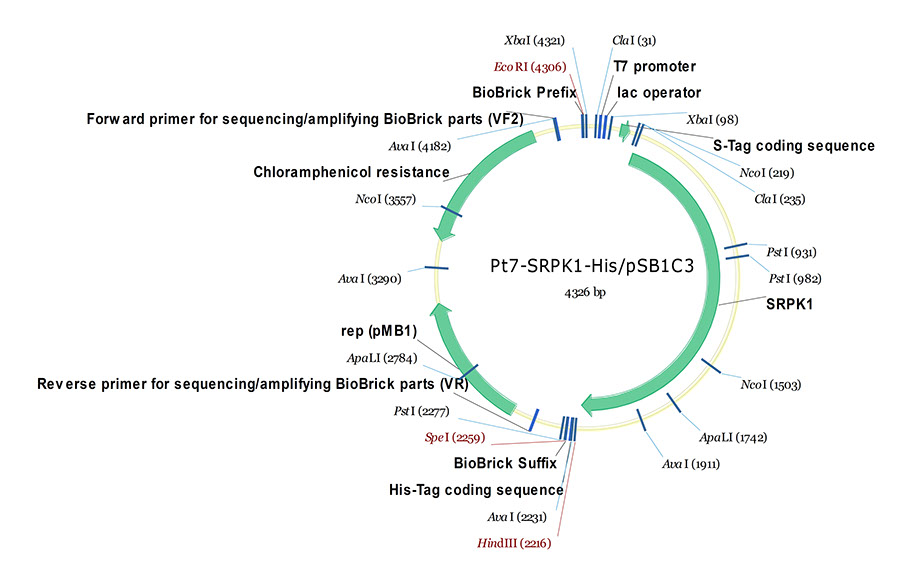 XbaI (4321)
ClaI (31)
EcoRI (4306)
T7 promoter
BioBrick Prefix
lac operator
Forward primer for sequencing/amplifying BioBrick parts (VF2)
XbaI (98)
AvaI (4182)
S-Tag coding sequence
Chloramphenicol resistance
NcoI (219)
NcoI (3557)
ClaI (235)
PstI (931)
Pt7-SRPK1-His/pSB1C3
AvaI (3290)
PstI (982)
4326 bp
SRPK1
rep (pMB1)
ApaLI (2784)
Reverse primer for sequencing/amplifying BioBrick parts (VR)
NcoI (1503)
PstI (2277)
SpeI (2259)
ApaLI (1742)
BioBrick Suffix
AvaI (1911)
His-Tag coding sequence
AvaI (2231)
HindIII (2216)